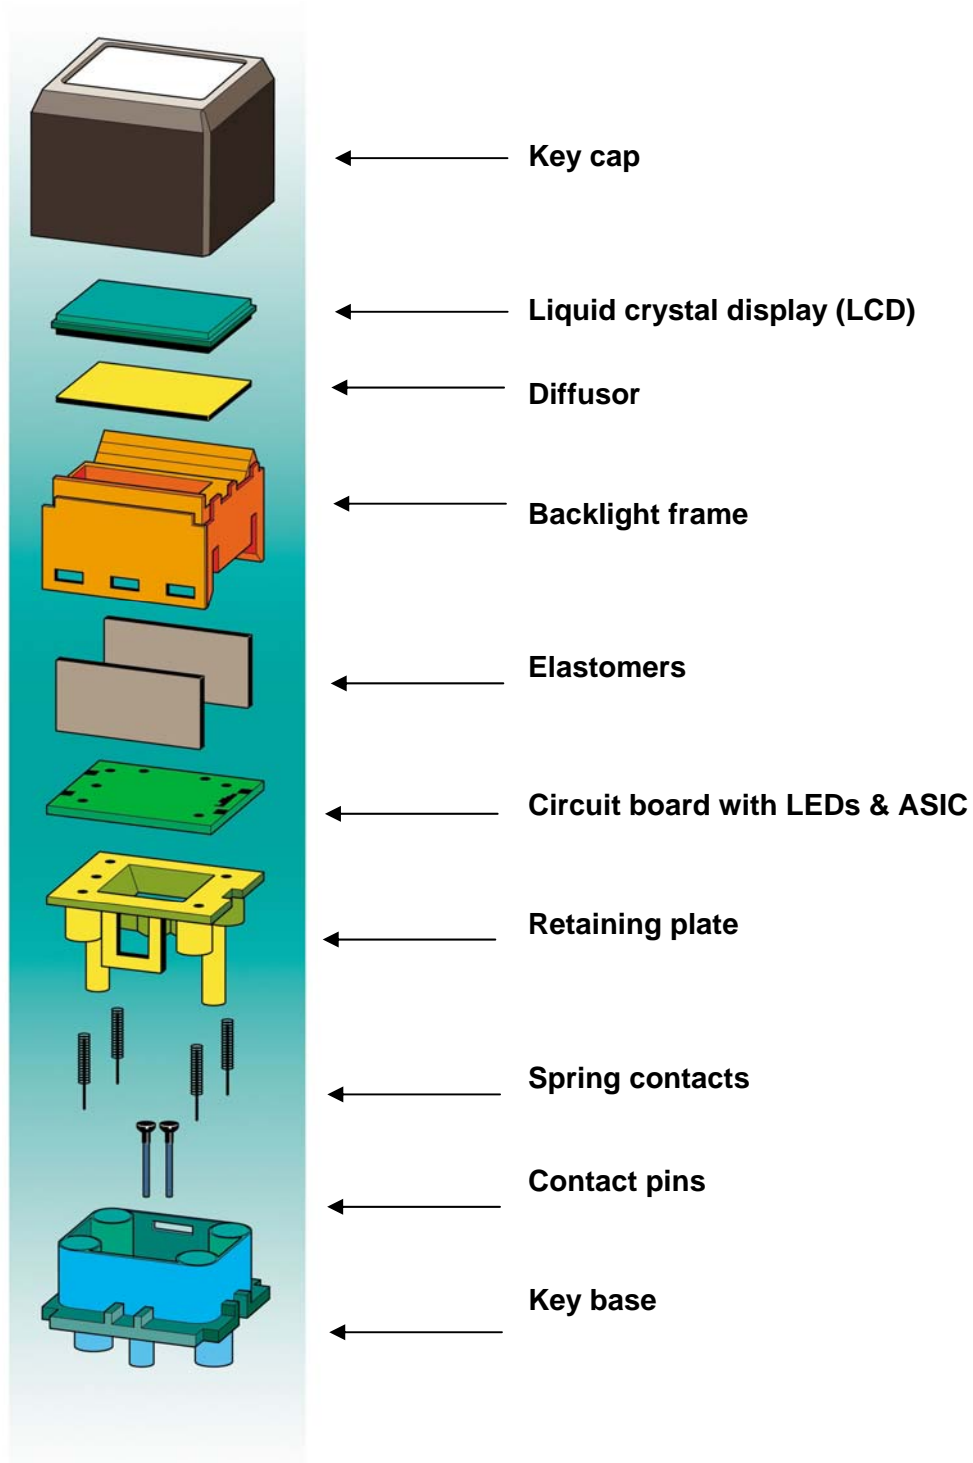 Key cap
Liquid crystal display (LCD)
Diffusor
Backlight frame
Elastomers
Circuit board with LEDs & ASIC
Retaining plate
Spring contacts
Contact pins
Key base